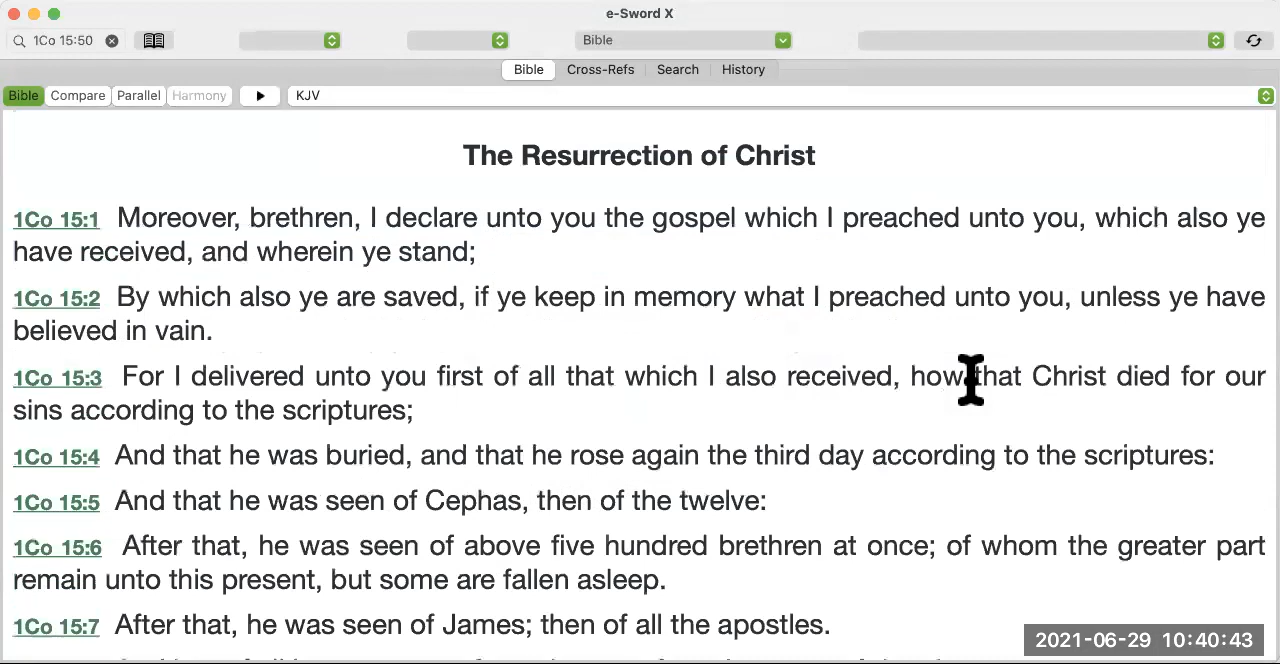 e-Sword X
1Co 15:50
Bible
Bible Cross-Refs Search History
Bible Compare Parallel Harmony KJV
The Resurrection of Christ
1Co 15:1 Moreover, brethren, I declare unto you the gospel which I preached unto you, which also ye
have received, and wherein ye stand;
1Co 15:2 By which also ye are saved, if ye keep in memory what I preached unto you, unless ye have
believed in vain.
1Co 15:3 For I delivered unto you first of all that which I also received, how that Christ died for our
sins according to the scriptures;
1Co 15:4 And that he was buried, and that he rose again the third day according to the scriptures:
1Co 15:5 And that he was seen of Cephas, then of the twelve:
1Co 15:6 After that, he was seen of above five hundred brethren at once; of whom the greater part
remain unto this present, but some are fallen asleep.
1Co 15:7 After that, he was seen of James; then of all the apostles.
2021-06-29 10:40:43